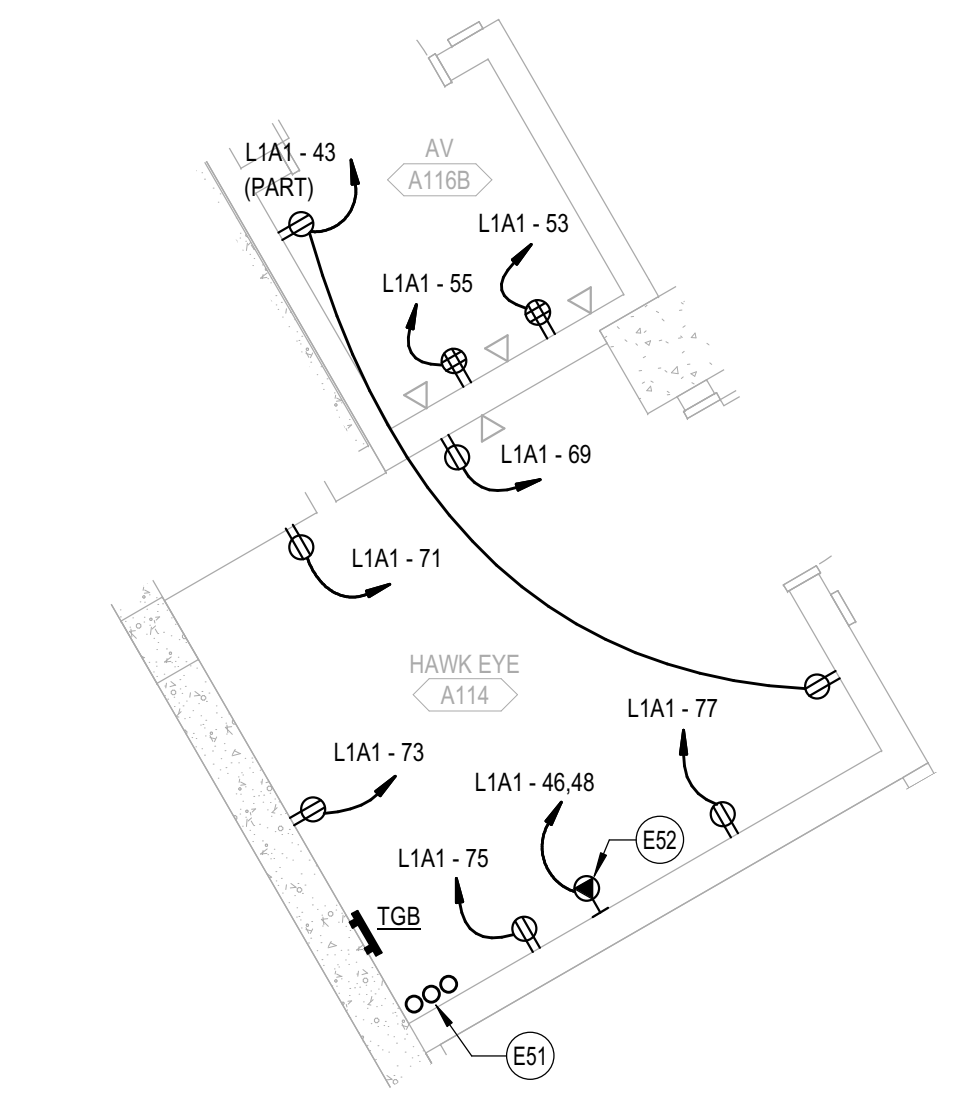 L1A1 - 43
(PART)
AV
A116B
L1A1 - 53
L1A1 - 55
L1A1 - 69
L1A1 - 71
HAWK EYE
A114
L1A1 - 77
L1A1 - 73
L1A1 - 46,48
E52
L1A1 - 75
TGB
E51